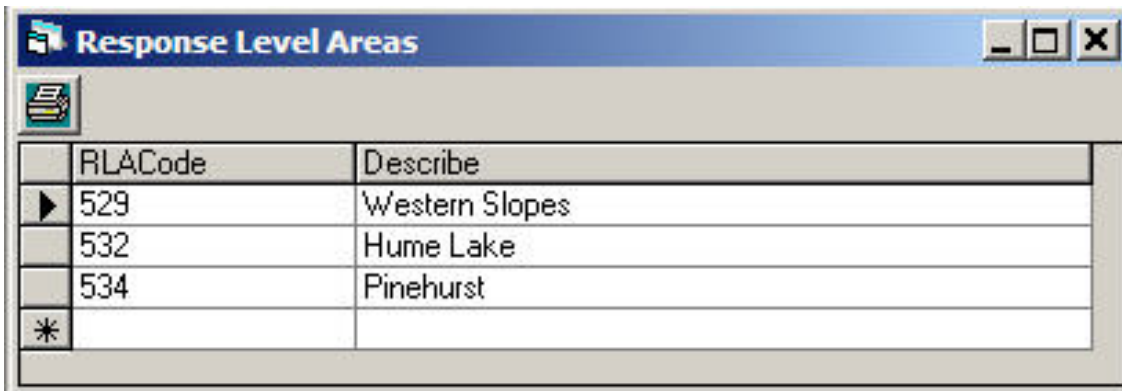 Response Level Areas
RLACode Describe
529 Western Slopes
532 Hume Lake
534 Pinehurst